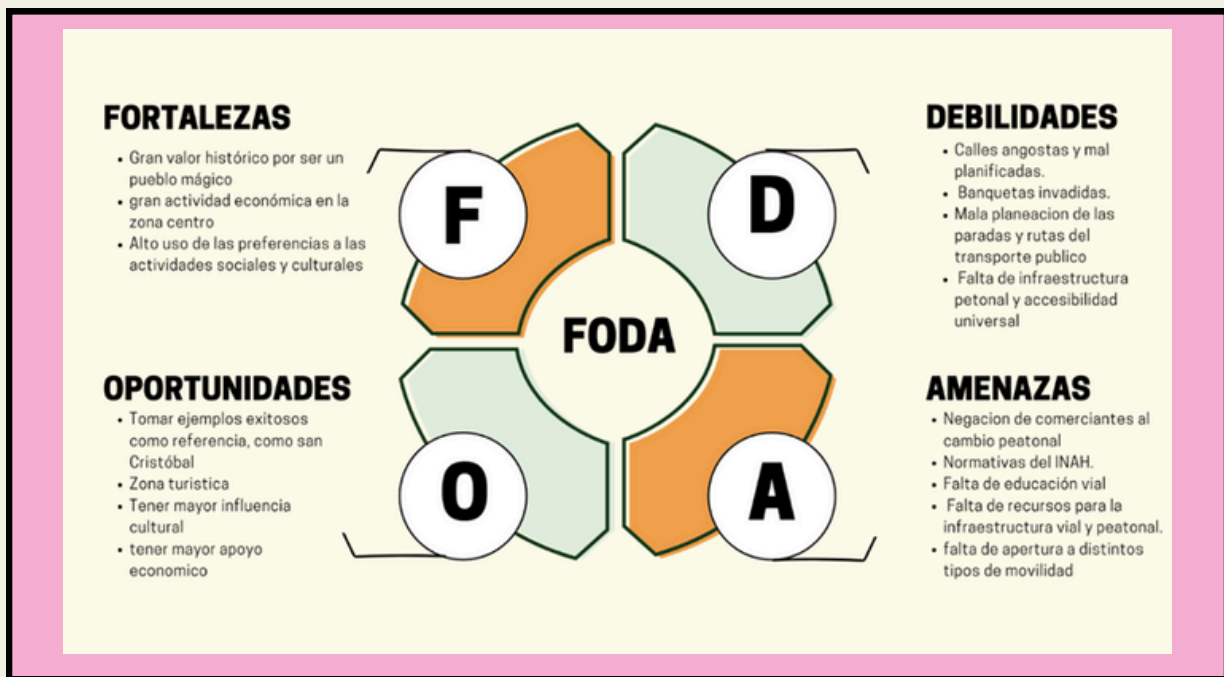 FORTALEZAS
• Gran valor histórico por ser un
pueblo mágico
• gran actividad económica en la
zona centro
• Alto uso de las preferencias a las
actividades sociales y culturales
F
D
DEBILIDADES
• Calles angostas y mal
planificadas.
• Banquetas invadidas.
• Mala planeacion de las
paradas y rutas del
transporte publico
• Falta de infraestructura
petonal y accesibilidad
universal
FODA
OPORTUNIDADES
• Tomar ejemplos exitosos
como referencia, como san
Cristóbal
• Zona turistica
• Tener mayor influencia
cultural
• tener mayor apoyo
economico
O
A
AMENAZAS
• Negacion de comerciantes al
cambio peatonal
• Normativas del INAH.
• Falta de educación vial
• Falta de recursos para la
infraestructura vial y peatonal.
• falta de apertura a distintos
tipos de movilidad